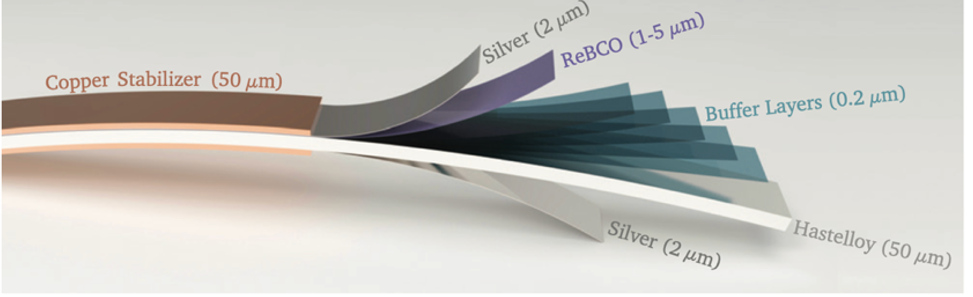 Silver (2 μm)
ReBCO (1-5 μm)
Copper Stabilizer (50 μm)
Buffer Layers (0.2 μm)
Silver (2 μm)
Hastelloy (50 μm)